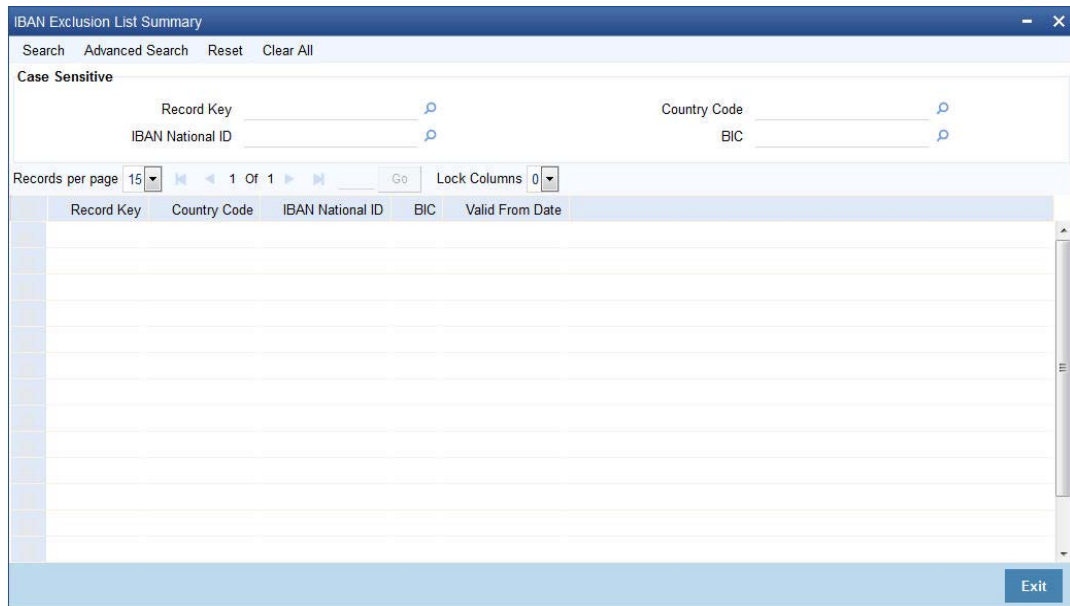 IBAN Exclusion List Summary
Search Advanced Search Reset Clear All
Case Sensitive
Record Key Country Code
IBAN National ID BIC
Records per page 15 1 Of 1 Go Lock Columns 0
Record Key Country Code IBAN National ID BIC Valid From Date
Exit